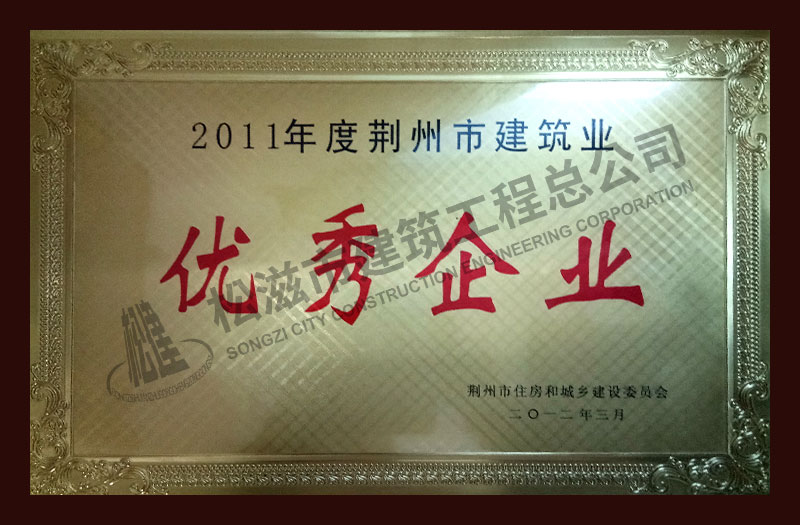 2011年度荆州市建筑业
优秀企业
松滋市建筑工程总公司
SONGZI CITY CONSTRUCTION ENGINEERING CORPORATION
荆州市住房和城乡建设委员会
二〇一二年三月